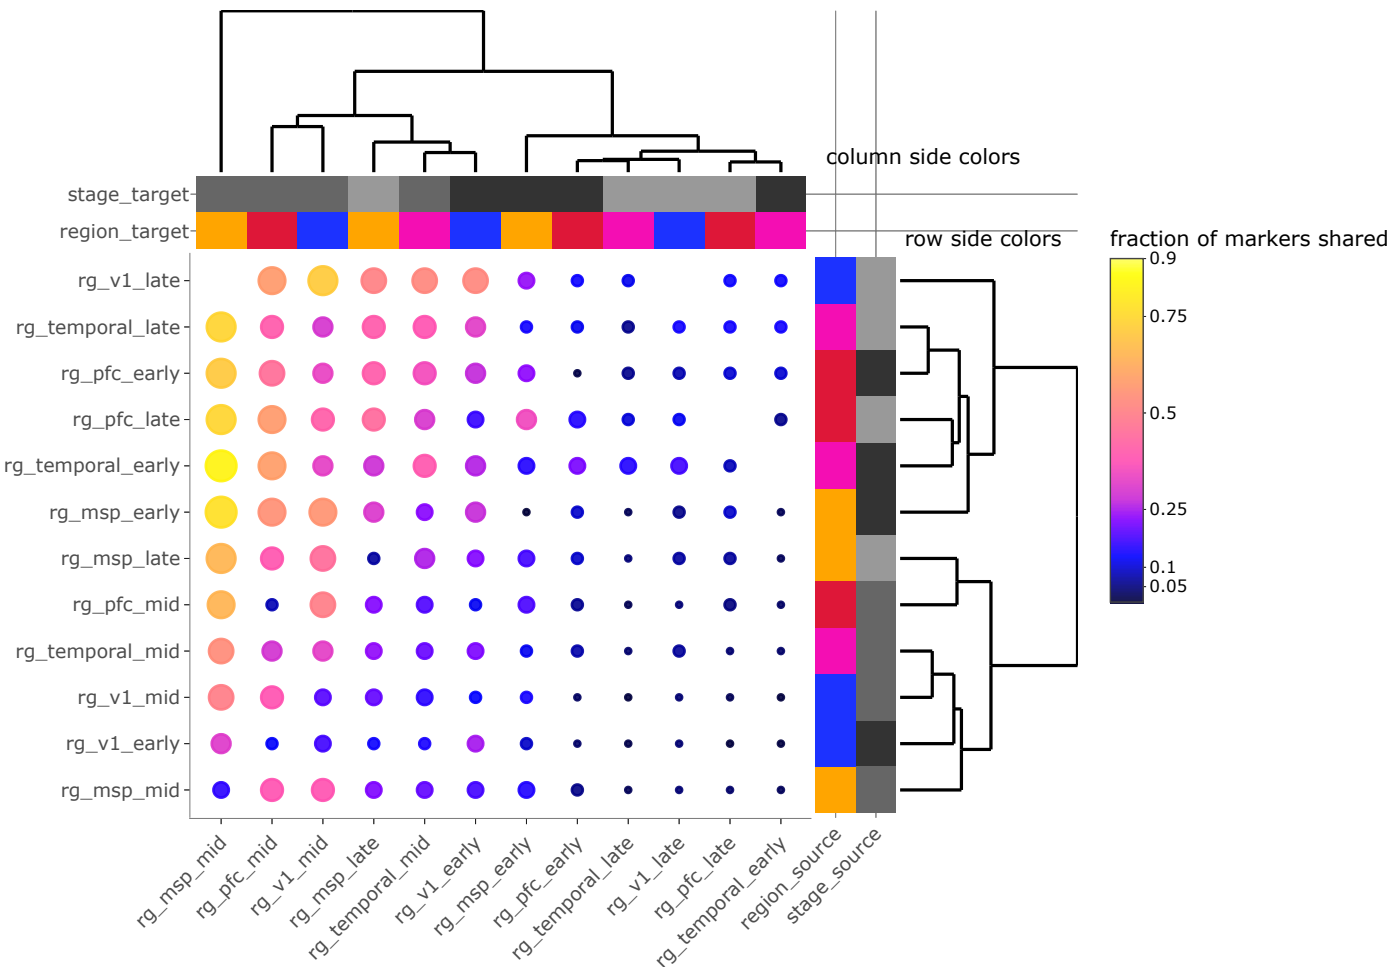 column side colors
stage_target
region_target
row side colors
fraction of markers shared
rg_v1_late
rg_temporal_late
rg_pfc_early
rg_pfc_late
rg_temporal_early
rg_msp_early
rg_msp_late
rg_pfc_mid
rg_temporal_mid
rg_v1_mid
rg_v1_early
rg_msp_mid
0.9
0.75
0.5
0.25
0.1
0.05
rg_msp_mid
rg_pfc_mid
rg_v1_mid
rg_msp_late
rg_temporal_mid
rg_v1_early
rg_msp_early
rg_pfc_early
rg_temporal_late
rg_v1_late
rg_pfc_late
rg_temporal_early
region_source
stage_source